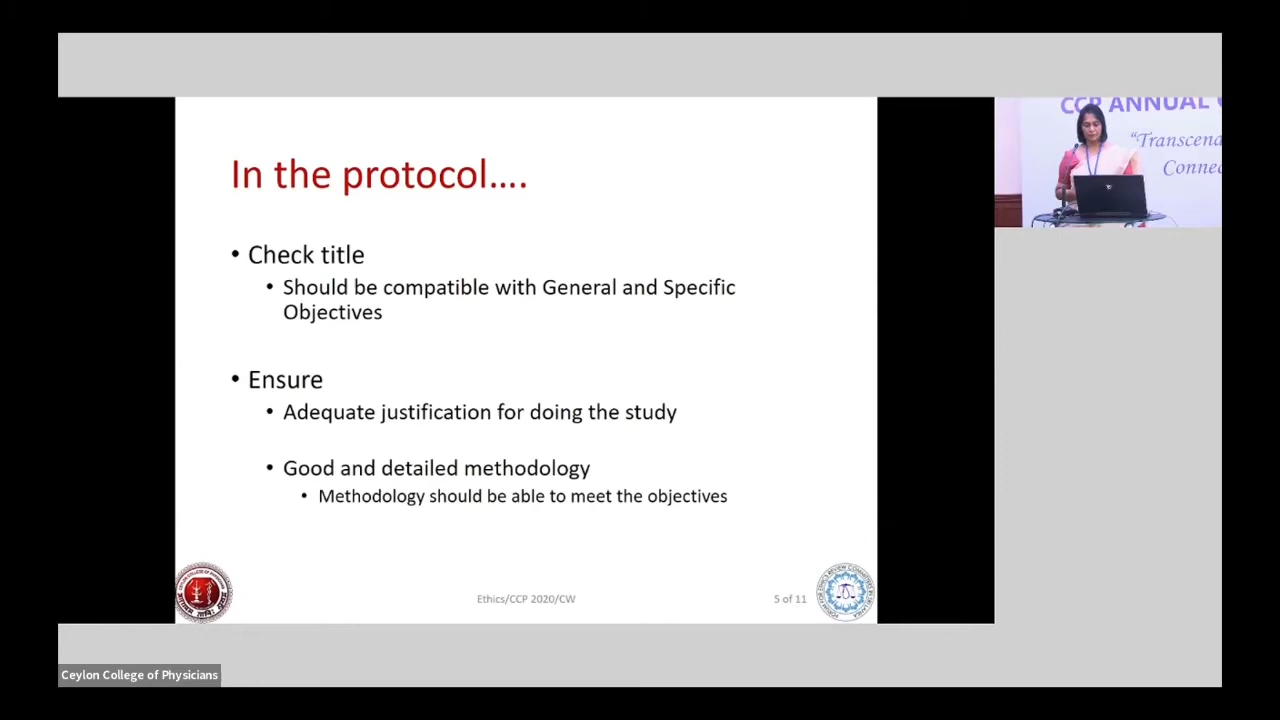 In the protocol....
• Check title
• Should be compatible with General and Specific
Objectives
• Ensure
• Adequate justification for doing the study
• Good and detailed methodology
• Methodology should be able to meet the objectives
Ethics/CCP 2020/CW
5 of 11
CCP ANNUAL
"Transcend
Connec
Ceylon College of Physicians